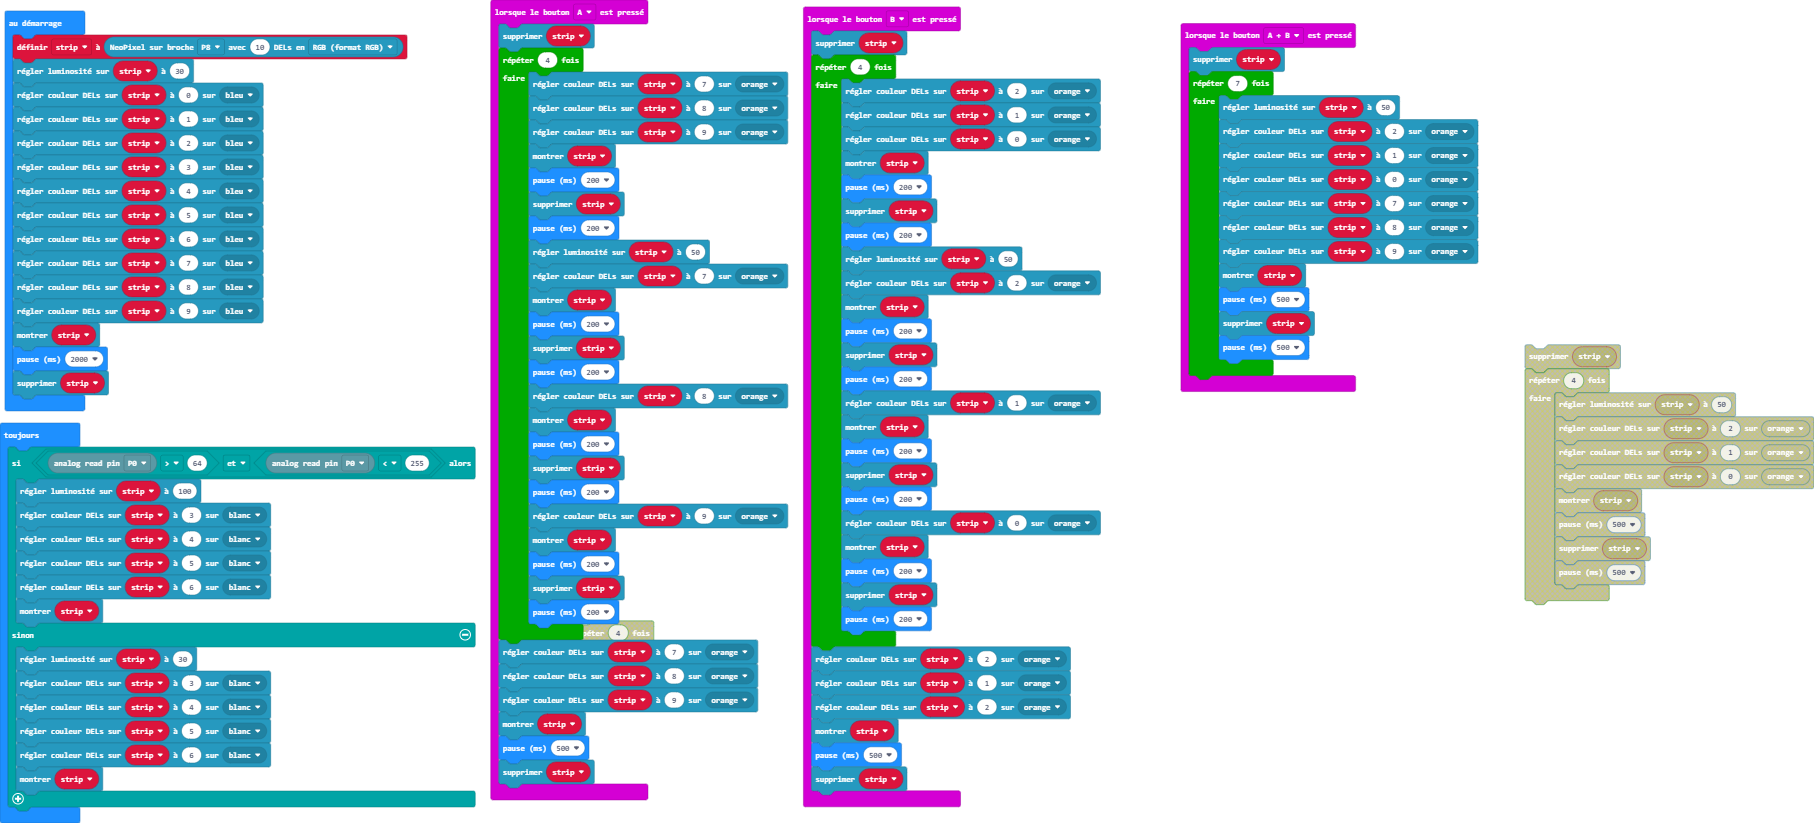 au démarrage
définir strip à NeoPixel sur broche P8 avec 10 DELs en RGB (format RGB)
régler luminosité sur strip à 30
régler couleur DELs sur strip à 0 sur bleu
régler couleur DELs sur strip à 1 sur bleu
régler couleur DELs sur strip à 2 sur bleu
régler couleur DELs sur strip à 3 sur bleu
régler couleur DELs sur strip à 4 sur bleu
régler couleur DELs sur strip à 5 sur bleu
régler couleur DELs sur strip à 6 sur bleu
régler couleur DELs sur strip à 7 sur bleu
régler couleur DELs sur strip à 8 sur bleu
régler couleur DELs sur strip à 9 sur bleu
montrer strip
pause (ms) 2000
supprimer strip
toujours
si analog read pin P0 > 64 et analog read pin P0 < 255 alors
régler luminosité sur strip à 100
régler couleur DELs sur strip à 3 sur blanc
régler couleur DELs sur strip à 4 sur blanc
régler couleur DELs sur strip à 5 sur blanc
régler couleur DELs sur strip à 6 sur blanc
montrer strip
sinon
régler luminosité sur strip à 30
régler couleur DELs sur strip à 3 sur blanc
régler couleur DELs sur strip à 4 sur blanc
régler couleur DELs sur strip à 5 sur blanc
régler couleur DELs sur strip à 6 sur blanc
montrer strip
lorsque le bouton A est pressé
supprimer strip
répéter 4 fois
faire régler couleur DELs sur strip à 7 sur orange
régler couleur DELs sur strip à 8 sur orange
régler couleur DELs sur strip à 9 sur orange
montrer strip
pause (ms) 200
supprimer strip
pause (ms) 200
régler luminosité sur strip à 50
régler couleur DELs sur strip à 7 sur orange
montrer strip
pause (ms) 200
supprimer strip
pause (ms) 200
régler couleur DELs sur strip à 8 sur orange
montrer strip
pause (ms) 200
supprimer strip
pause (ms) 200
régler couleur DELs sur strip à 9 sur orange
montrer strip
pause (ms) 200
supprimer strip
pause (ms) 200
péter 4 fois
régler couleur DELs sur strip à 7 sur orange
régler couleur DELs sur strip à 8 sur orange
régler couleur DELs sur strip à 9 sur orange
montrer strip
pause (ms) 500
supprimer strip
lorsque le bouton B est pressé
supprimer strip
répéter 4 fois
faire régler couleur DELs sur strip à 2 sur orange
régler couleur DELs sur strip à 1 sur orange
régler couleur DELs sur strip à 0 sur orange
montrer strip
pause (ms) 200
supprimer strip
pause (ms) 200
régler luminosité sur strip à 50
régler couleur DELs sur strip à 2 sur orange
montrer strip
pause (ms) 200
supprimer strip
pause (ms) 200
régler couleur DELs sur strip à 1 sur orange
montrer strip
pause (ms) 200
supprimer strip
pause (ms) 200
régler couleur DELs sur strip à 0 sur orange
montrer strip
pause (ms) 200
supprimer strip
pause (ms) 200
régler couleur DELs sur strip à 2 sur orange
régler couleur DELs sur strip à 1 sur orange
régler couleur DELs sur strip à 2 sur orange
montrer strip
pause (ms) 500
supprimer strip
lorsque le bouton A + B est pressé
supprimer strip
répéter 7 fois
faire régler luminosité sur strip à 50
régler couleur DELs sur strip à 2 sur orange
régler couleur DELs sur strip à 1 sur orange
régler couleur DELs sur strip à 0 sur orange
régler couleur DELs sur strip à 7 sur orange
régler couleur DELs sur strip à 8 sur orange
régler couleur DELs sur strip à 9 sur orange
montrer strip
pause (ms) 500
supprimer strip
pause (ms) 500
supprimer strip
répéter 4 fois
faire régler luminosité sur strip à 50
régler couleur DELs sur strip à 2 sur orange
régler couleur DELs sur strip à 1 sur orange
régler couleur DELs sur strip à 0 sur orange
montrer strip
pause (ms) 500
supprimer strip
pause (ms) 500